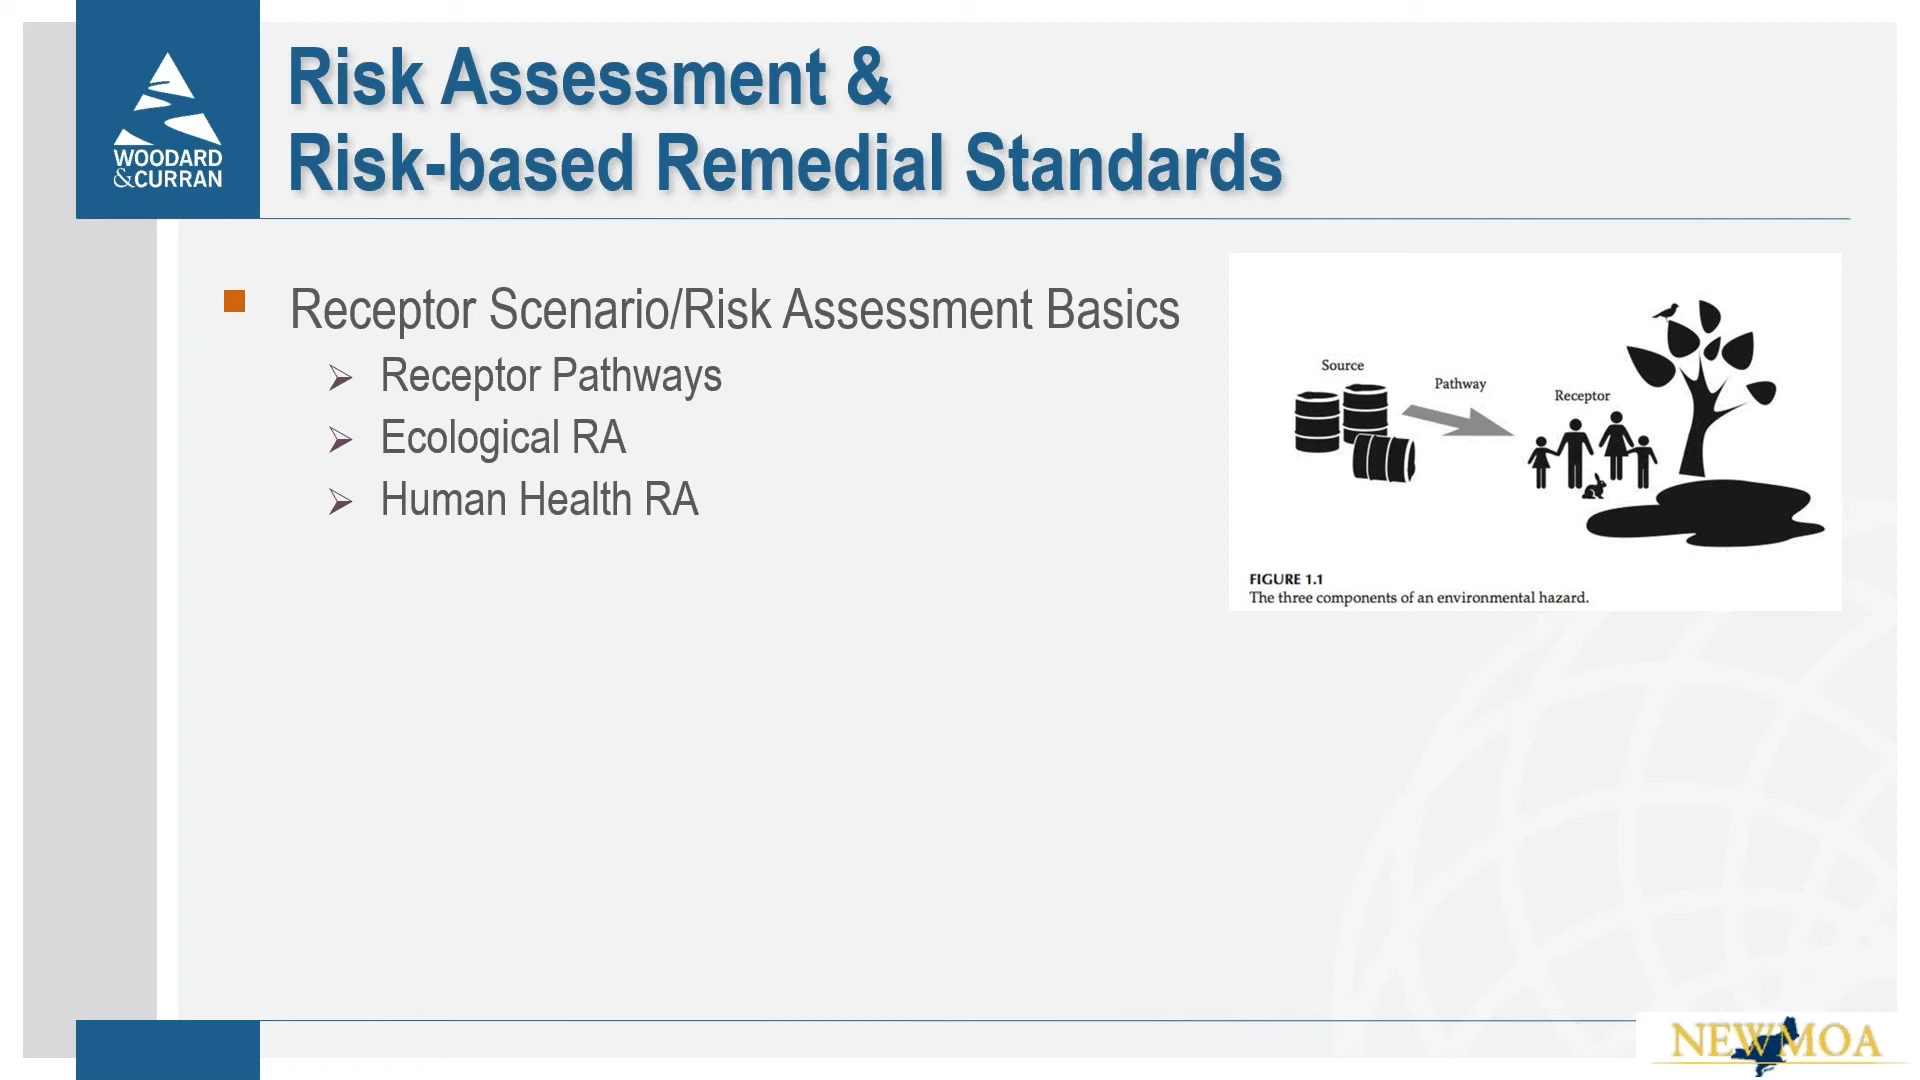 WOODARD
&CURRAN
Risk Assessment &
Risk-based Remedial Standards
Receptor Scenario/Risk Assessment Basics
Receptor Pathways
Ecological RA
Human Health RA
Source
Pathway
Receptor
FIGURE 1.1
The three components of an environmental hazard.
NEWMOA